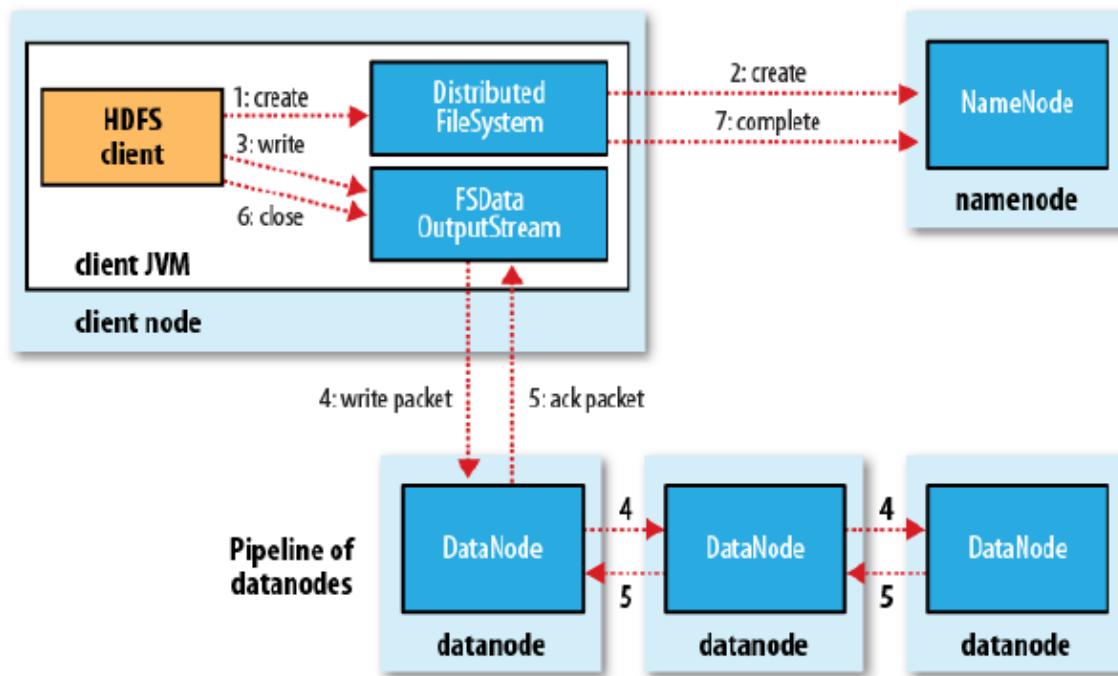 1: create
HDFS
client
3: write
6: close
Distributed
FileSystem
FSData
OutputStream
client JVM
client node
2: create
7: complete
NameNode
namenode
4: write packet
5: ack packet
Pipeline of
datanodes
DataNode
4
5
DataNode
4
5
DataNode
datanode
datanode
datanode